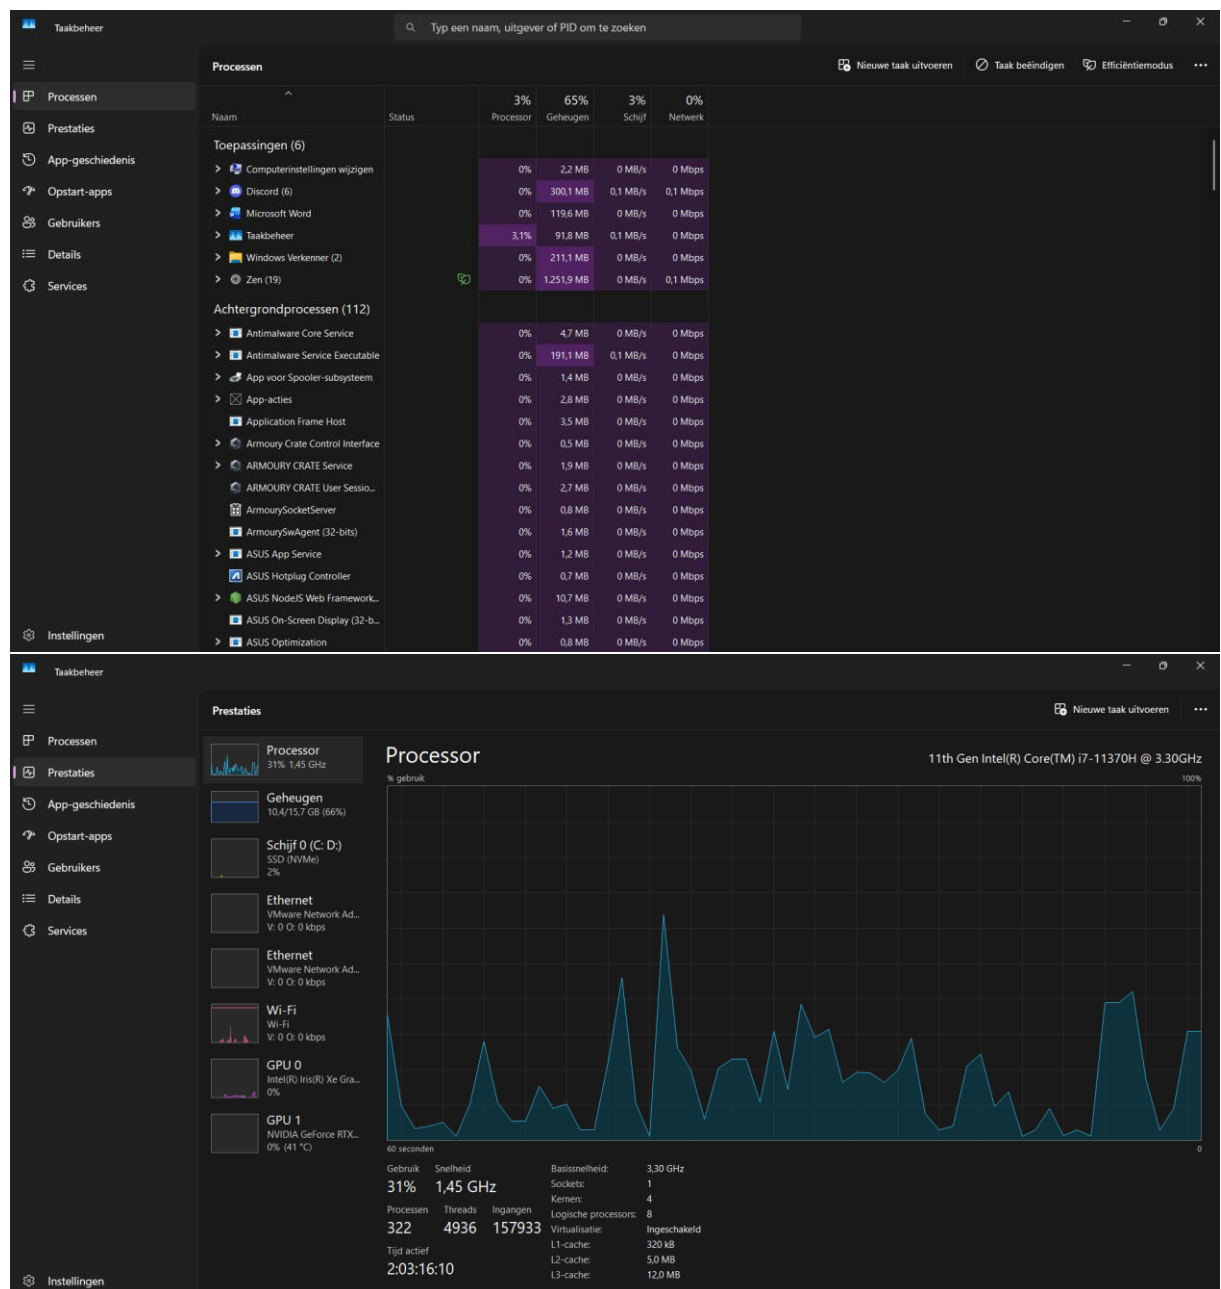 Taakbeheer
Typ een naam, uitgever of PID om te zoeken
Processen
Nieuwe taak uitvoeren
Taak beëindigen
Efficiëntiemodus
Processen
Prestaties
App-geschiedenis
Opstart-apps
Gebruikers
Details
Services
Instellingen
3% 65% 3% 0%
Naam Status Processor Geheugen Schijf Netwerk
Toepassingen (6)
Computerinstellingen wijzigen 0% 2,2 MB 0 MB/s 0 Mbps
Discord (6) 0% 300,1 MB 0,1 MB/s 0,1 Mbps
Microsoft Word 0% 119,6 MB 0 MB/s 0 Mbps
Taakbeheer 3,1% 91,8 MB 0,1 MB/s 0 Mbps
Windows Verkenner (2) 0% 211,1 MB 0 MB/s 0 Mbps
Zen (19) 0% 1.251,9 MB 0 MB/s 0,1 Mbps
Achtergrondprocessen (112)
Antimalware Core Service 0% 4,7 MB 0 MB/s 0 Mbps
Antimalware Service Executable 0% 191,1 MB 0,1 MB/s 0 Mbps
App voor Spooler-subsysteem 0% 1,4 MB 0 MB/s 0 Mbps
App-acties 0% 2,8 MB 0 MB/s 0 Mbps
Application Frame Host 0% 3,5 MB 0 MB/s 0 Mbps
Armoury Crate Control Interface 0% 0,5 MB 0 MB/s 0 Mbps
ARMOURY CRATE Service 0% 1,9 MB 0 MB/s 0 Mbps
ARMOURY CRATE User Sessio... 0% 2,7 MB 0 MB/s 0 Mbps
ArmourySocketServer 0% 0,8 MB 0 MB/s 0 Mbps
ArmourySwAgent (32-bits) 0% 1,6 MB 0 MB/s 0 Mbps
ASUS App Service 0% 1,2 MB 0 MB/s 0 Mbps
ASUS Hotplug Controller 0% 0,7 MB 0 MB/s 0 Mbps
ASUS NodeJS Web Framework... 0% 10,7 MB 0 MB/s 0 Mbps
ASUS On-Screen Display (32-b... 0% 1,3 MB 0 MB/s 0 Mbps
ASUS Optimization 0% 0,8 MB 0 MB/s 0 Mbps
Taakbeheer
Prestaties
Nieuwe taak uitvoeren
Processen
Prestaties
App-geschiedenis
Opstart-apps
Gebruikers
Details
Services
Instellingen
Processor
31% 1,45 GHz
Geheugen
10,4/15,7 GB (66%)
Schijf 0 (C: D:)
SSD (NVMe)
2%
Ethernet
VMware Network Ad...
V: 0 O: 0 kbps
Ethernet
VMware Network Ad...
V: 0 O: 0 kbps
Wi-Fi
Wi-Fi
V: 0 O: 0 kbps
GPU 0
Intel(R) Iris(R) Xe Gra...
0%
GPU 1
NVIDIA GeForce RTX...
0% (41 °C)
Processor 11th Gen Intel(R) Core(TM) i7-11370H @ 3.30GHz
% gebruik 100%
60 seconden 0
Gebruik Snelheid
31% 1,45 GHz
Processen Threads Ingangen
322 4936 157933
Tijd actief
2:03:16:10
Basissnelheid: 3,30 GHz
Sockets: 1
Kernen: 4
Logische processors: 8
Virtualisatie: Ingeschakeld
L1-cache: 320 kB
L2-cache: 5,0 MB
L3-cache: 12,0 MB